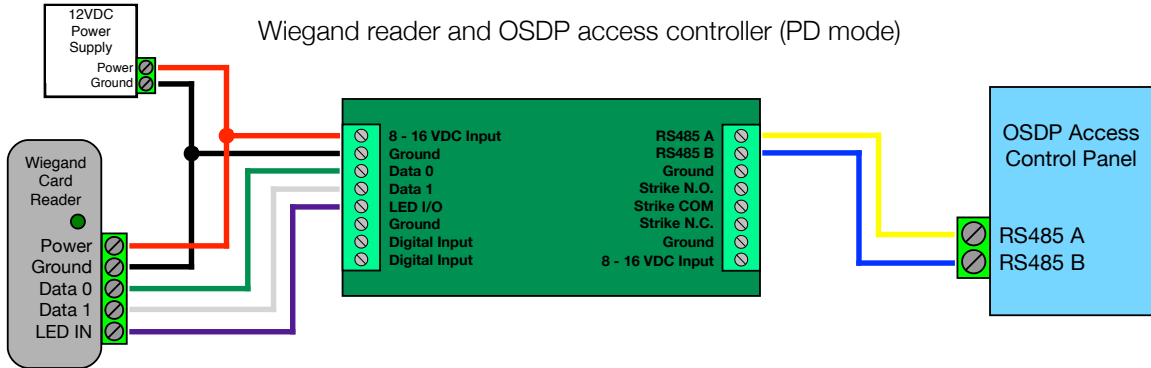 Wiegand reader and OSDP access controller (PD mode)
12VDC
Power
Supply
Power
Ground
Wiegand
Card
Reader
Power
Ground
Data 0
Data 1
LED IN
8 - 16 VDC Input
Ground
Data 0
Data 1
LED I/O
Ground
Digital Input
Digital Input
RS485 A
RS485 B
Ground
Strike N.O.
Strike COM
Strike N.C.
Ground
8 - 16 VDC Input
OSDP Access
Control Panel
RS485 A
RS485 B